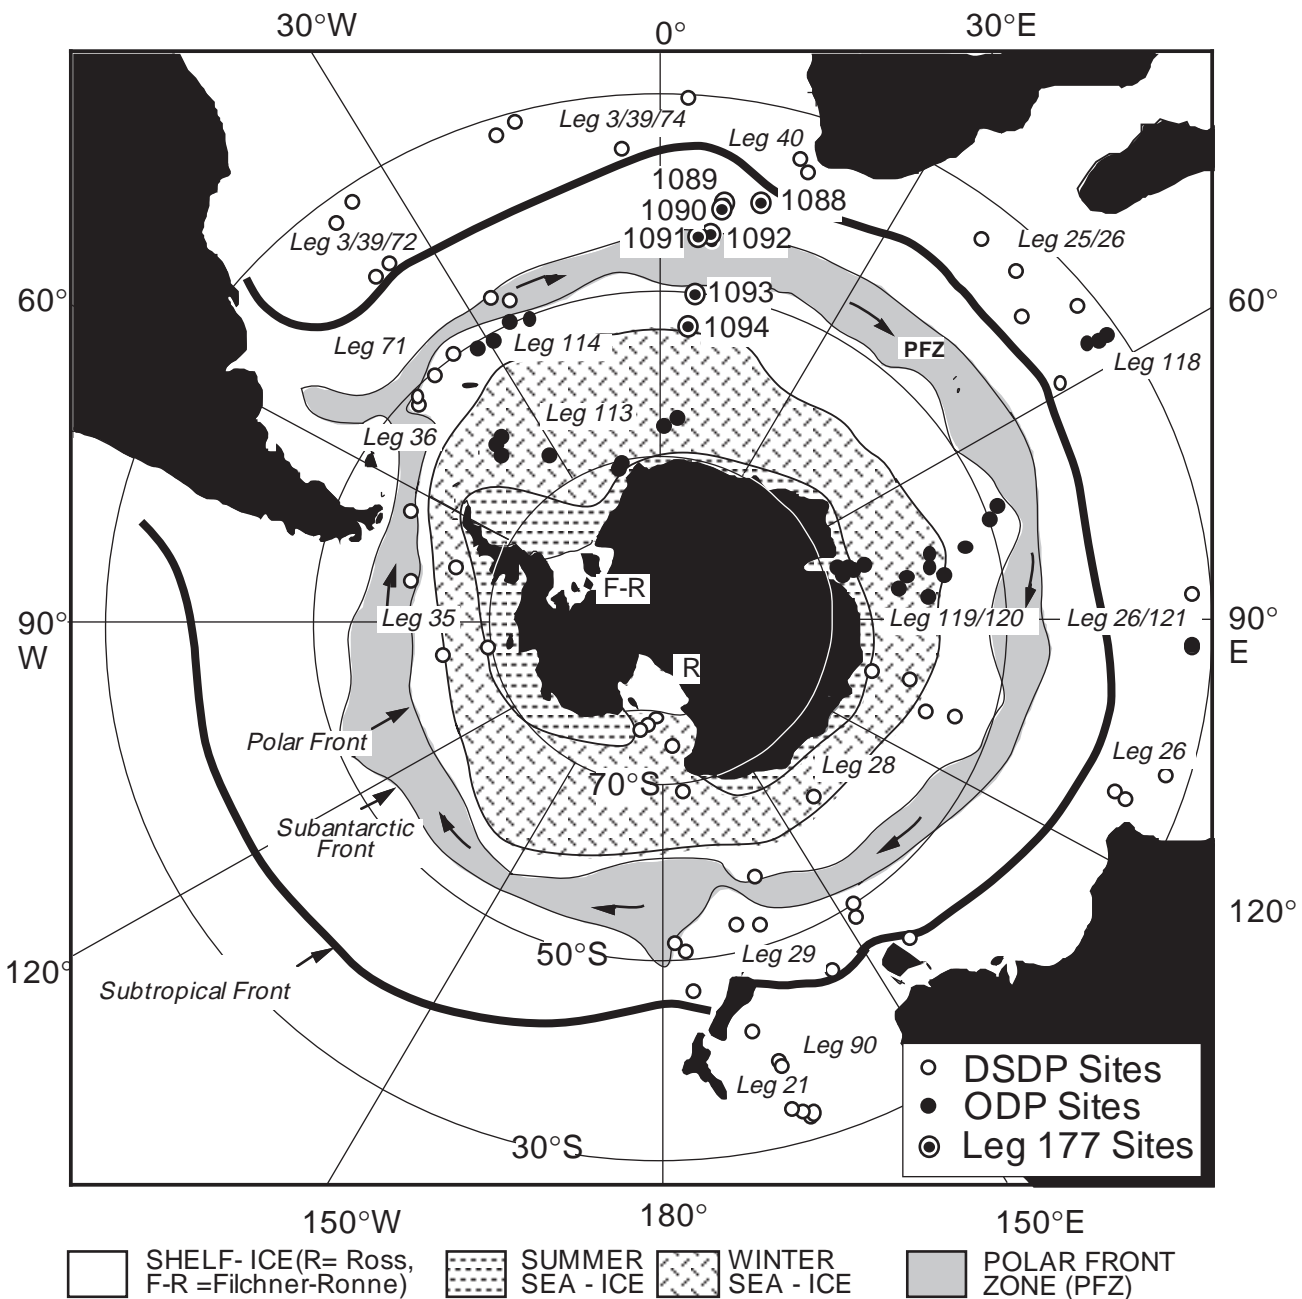 30°W
0°
30°E
Leg 3/39/74
Leg 40
1089
1088
1090
1091
1092
Leg 3/39/72
Leg 25/26
60°
1093
60°
1094
Leg 71
Leg 114
PFZ
Leg 118
Leg 113
Leg 36
F-R
90°
W
Leg 35
Leg 119/120
Leg 26/121
90°
E
R
Polar Front
Leg 26
Leg 28
70°S
Subantarctic
Front
120°
50°S
Leg 29
120°
Subtropical Front
Leg 90
Leg 21
DSDP Sites
ODP Sites
Leg 177 Sites
30°S
150°W
180°
150°E
SHELF- ICE(R= Ross,
F-R =Filchner-Ronne)
SUMMER
SEA - ICE
WINTER
SEA - ICE
POLAR FRONT
ZONE (PFZ)